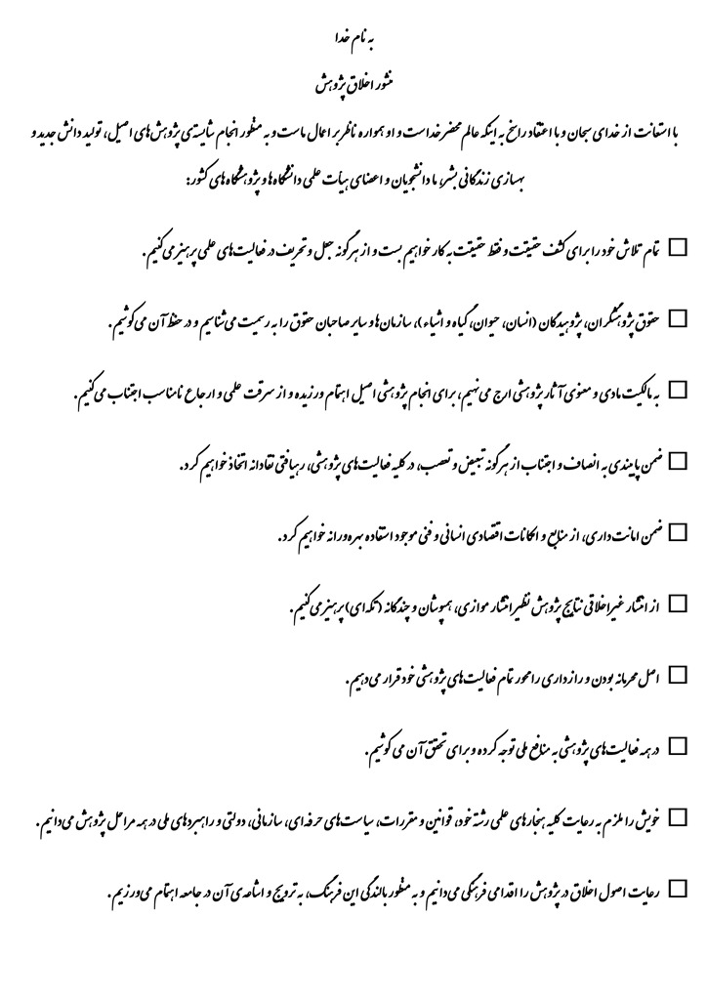 به نام خدا
منشور اخلاق پژوهش
با استعانت از خدای سبحان و با اعتقاد راسخ به اینکه عالم محضر خداست و او همواره ناظر بر اعمال ماست و به منظور انجام شایسته‌ی پژوهش‌های اصیل، تولید دانش جدید و
بهسازی زندگانی بشر، ما دانشجویان و اعضای هیأت علمی دانشگاه‌ها و پژوهشگاه‌های کشور:
□ تمام تلاش خود را برای کشف حقیقت و فقط حقیقت به کار خواهیم بست و از هرگونه جعل و تحریف در فعالیت‌های علمی پرهیز می‌کنیم.
□ حقوق پژوهشگران، پژوهیدگان (انسان، حیوان، گیاه و اشیاء)، سازمان‌ها و سایر صاحبان حقوق را به رسمیت می‌شناسیم و در حفظ آن می‌کوشیم.
□ به مالکیت مادی و معنوی آثار پژوهشی ارج می‌نهیم، برای انجام پژوهشی اصیل اهتمام ورزیده و از سرقت علمی و ارجاع نامناسب اجتناب می‌کنیم.
□ ضمن پایبندی به انصاف و اجتناب از هرگونه تبعیض و تعصب، در کلیه فعالیت‌های پژوهشی، رهیافتی نقادانه اتخاذ خواهیم کرد.
□ ضمن امانت‌داری، از منابع و امکانات اقتصادی انسانی و فنی موجود استفاده بهره‌ورانه خواهیم کرد.
□ از انتشار غیراخلاقی نتایج پژوهش نظیر انتشار موازی، همپوشان و چندگانه (تکه‌ای) پرهیز می‌کنیم.
□ اصل محرمانه بودن و رازداری را محور تمام فعالیت‌های پژوهشی خود قرار می‌دهیم.
□ در همه فعالیت‌های پژوهشی به منافع ملی توجه کرده و برای تحقق آن می‌کوشیم.
□ خویش را ملزم به رعایت کلیه هنجارهای علمی رشته خود، قوانین و مقررات، سیاست‌های حرفه‌ای، سازمانی، دولتی و راهبردهای ملی در همه مراحل پژوهش می‌دانیم.
□ رعایت اصول اخلاق در پژوهش را اقدامی فرهنگی می‌دانیم و به منظور بالندگی این فرهنگ، به ترویج و اشاعه‌ی آن در جامعه اهتمام می‌ورزیم.